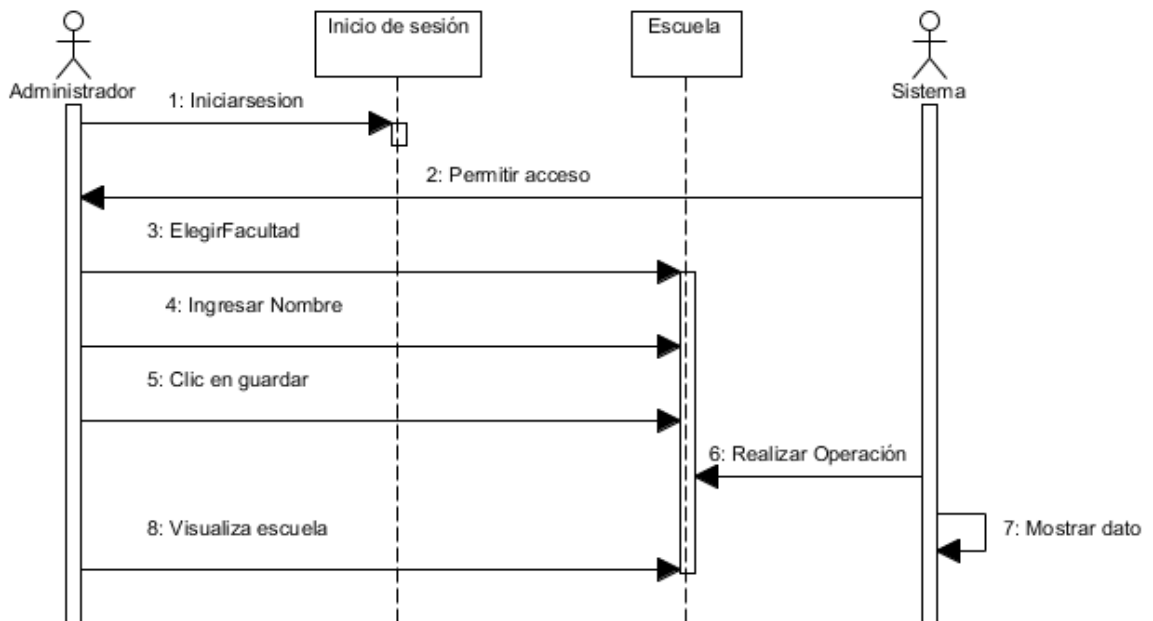 Inicio de sesión
Escuela
Administrador
Sistema
1: Iniciarsesion
2: Permitir acceso
3: ElegirFacultad
4: Ingresar Nombre
5: Clic en guardar
6: Realizar Operación
7: Mostrar dato
8: Visualiza escuela